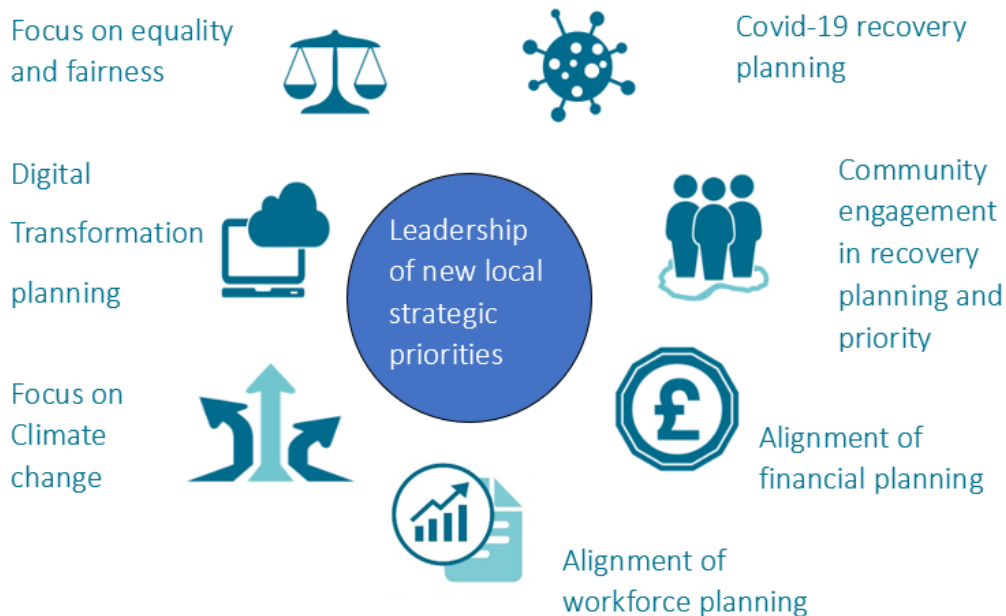 Focus on equality
and fairness
Covid-19 recovery
planning
Digital
Transformation
planning
Leadership
of new local
strategic
priorities
Community
engagement
in recovery
planning and
priority
Focus on
Climate
change
£
Alignment of
financial planning
Alignment of
workforce planning